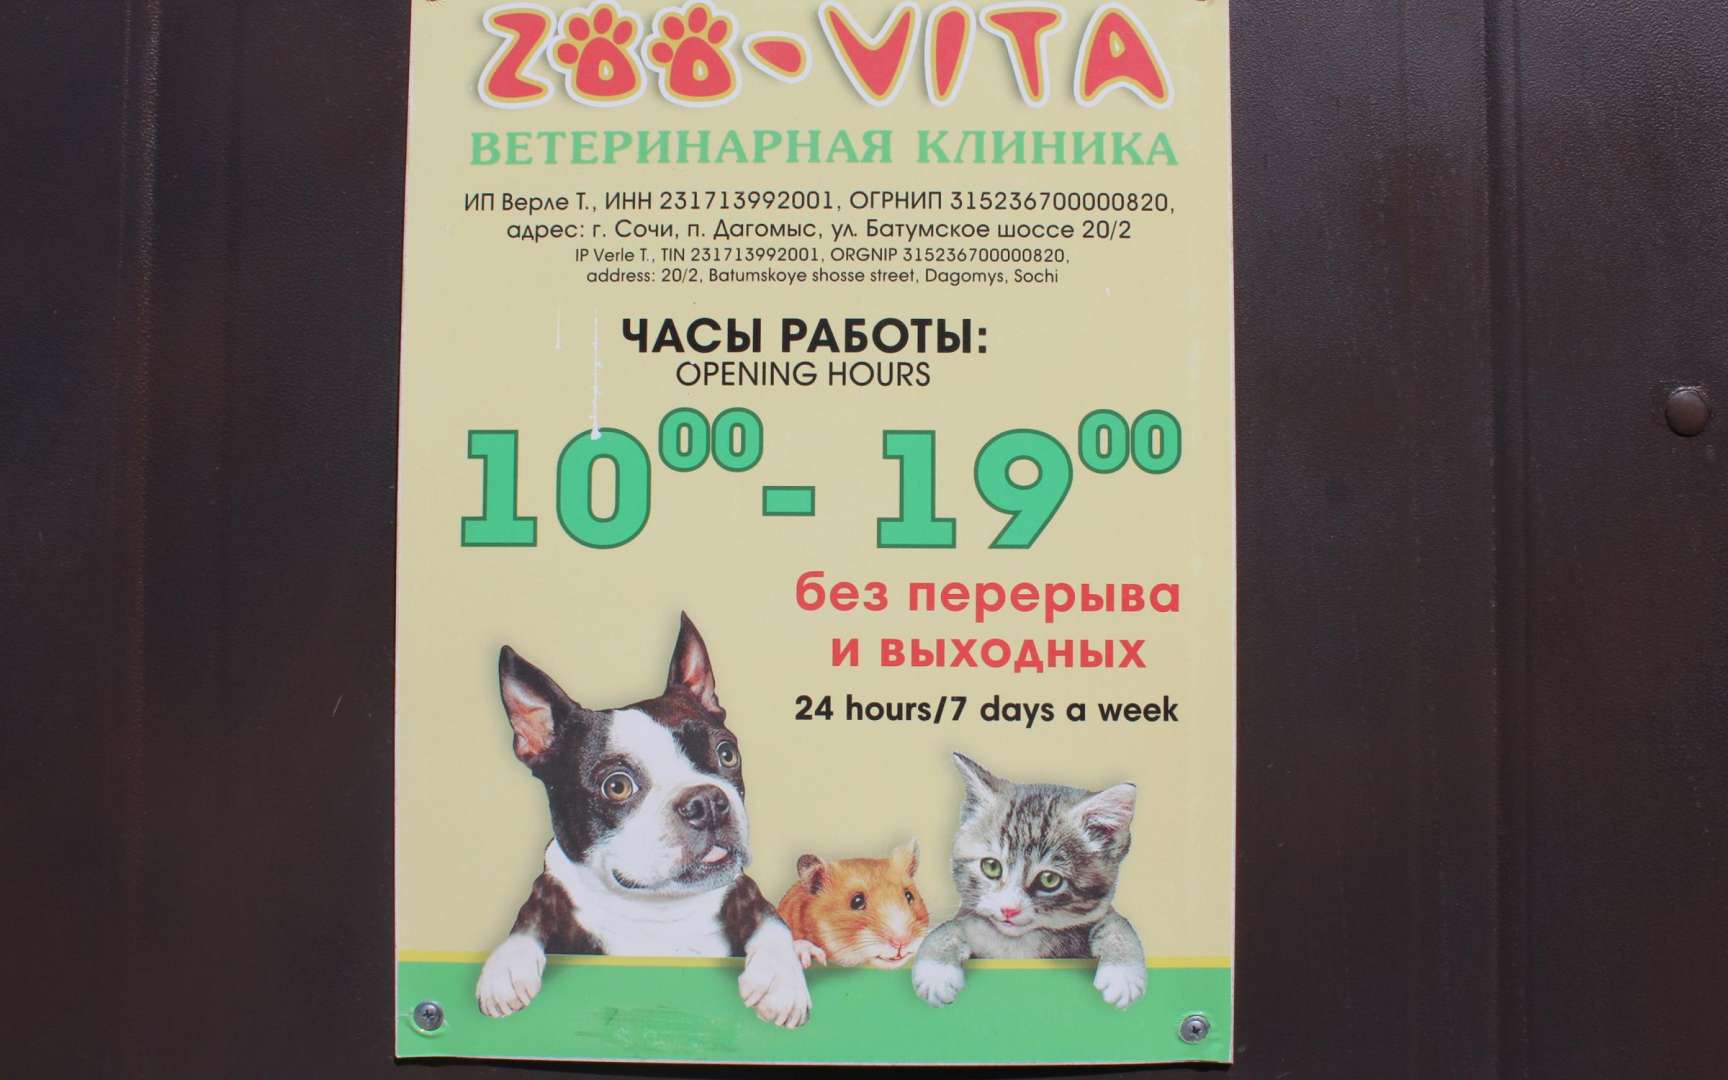 ZOO-VITA
ВЕТЕРИНАРНАЯ КЛИНИКА
ИП Верле Т., ИНН 231713992001, ОГРНИП 315236700000820,
адрес: г. Сочи, п. Дагомыс, ул. Батумское шоссе 20/2
IP Verle T., TIN 231713992001, ORGNIP 315236700000820,
address: 20/2, Batumskoye shosse street, Dagomys, Sochi
ЧАСЫ РАБОТЫ:
OPENING HOURS
10⁰⁰ - 19⁰⁰
без перерыва
и выходных
24 hours/7 days a week